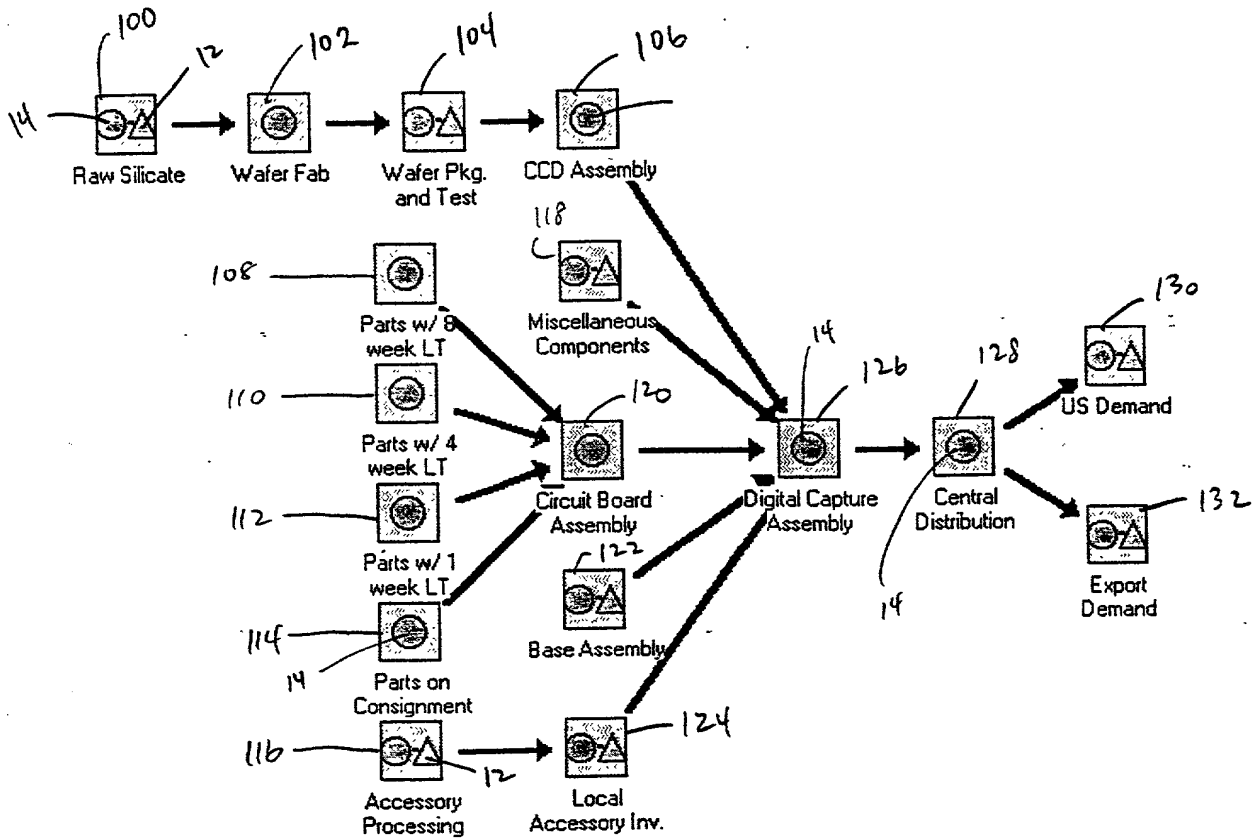 100
12
102
104
106
14
Raw Silicate
Wafer Fab
Wafer Pkg.
and Test
CCD Assembly
118
108
Parts w/ 8
week LT
Miscellaneous
Components
130
US Demand
110
Parts w/ 4
week LT
120
Circuit Board
Assembly
14
126
Digital Capture
Assembly
128
Central
Distribution
14
132
Export
Demand
112
Parts w/ 1
week LT
122
Base Assembly
114
14
Parts on
Consignment
116
12
Accessory
Processing
124
Local
Accessory Inv.